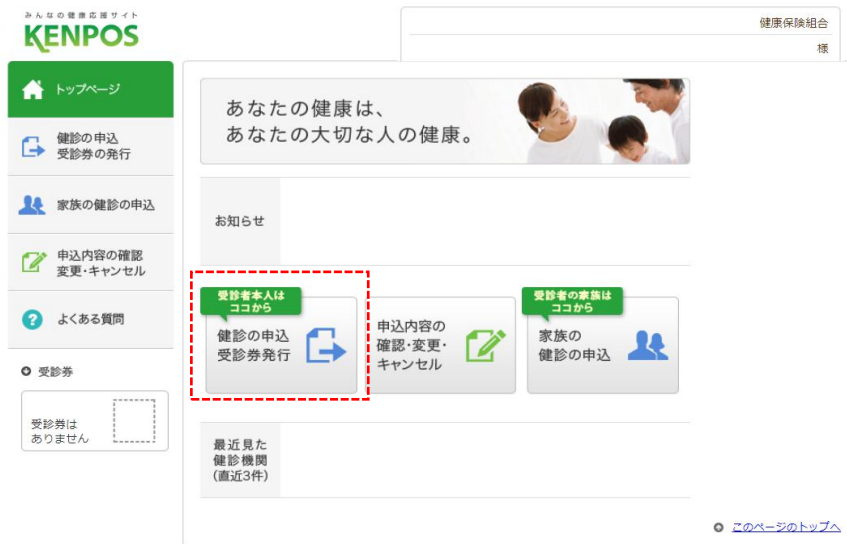 みんなの健康応援サイト
KENPOS
健康保険組合
様
トップページ
健診の申込
受診券の発行
家族の健診の申込
申込内容の確認
変更・キャンセル
よくある質問
受診券
受診券は
ありません
あなたの健康は、
あなたの大切な人の健康。
お知らせ
受診者本人は
ココから
健診の申込
受診券発行
申込内容の
確認・変更・
キャンセル
受診者の家族は
ココから
家族の
健診の申込
最近見た
健診機関
(直近3件)
このページのトップへ